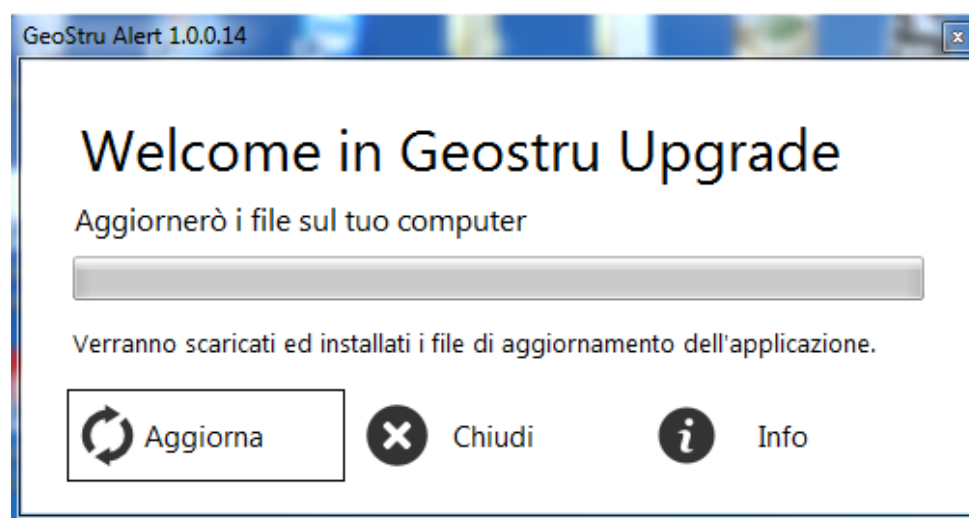 GeoStru Alert 1.0.0.14
Welcome in Geostru Upgrade
Aggiornerò i file sul tuo computer
Verranno scaricati ed installati i file di aggiornamento dell'applicazione.
Aggiorna Chiudi Info